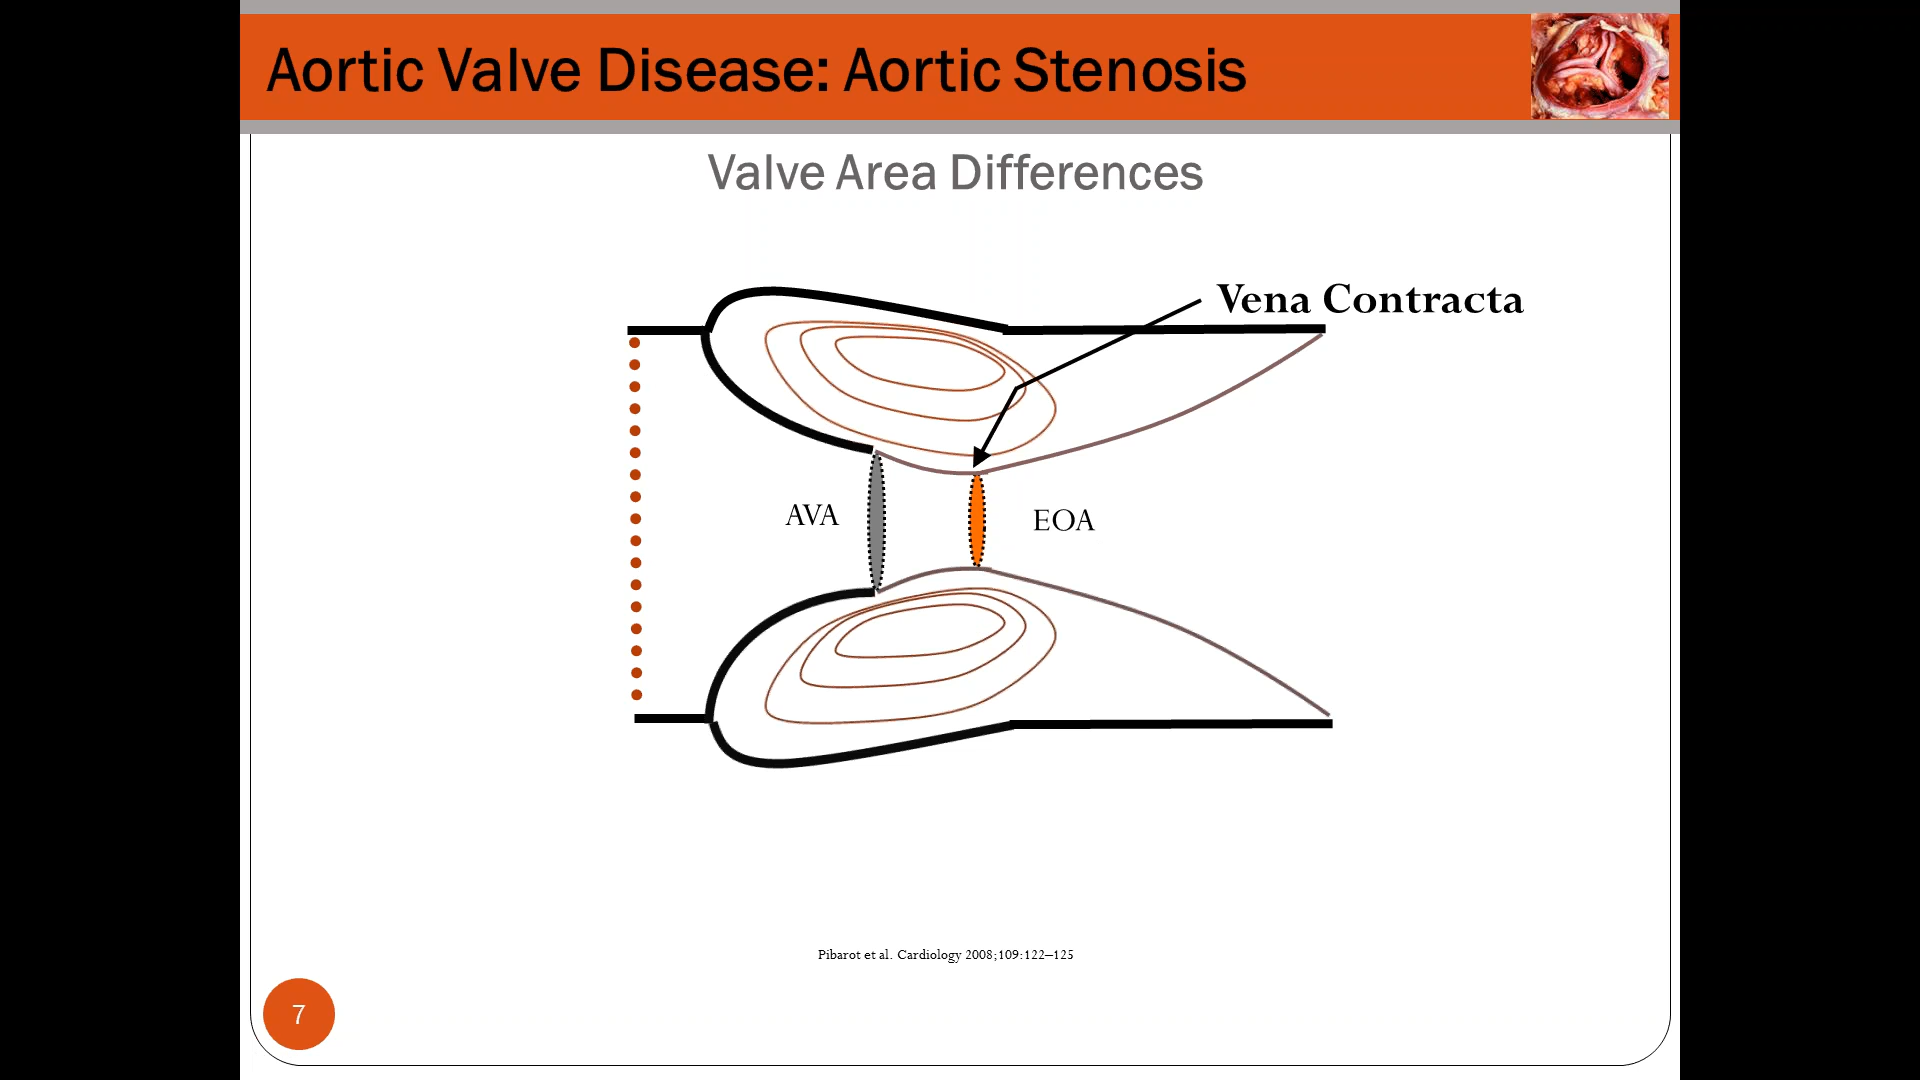 Aortic Valve Disease: Aortic Stenosis
Valve Area Differences
Vena Contracta
AVA
EOA
Pibarot et al. Cardiology 2008;109:122–125
7